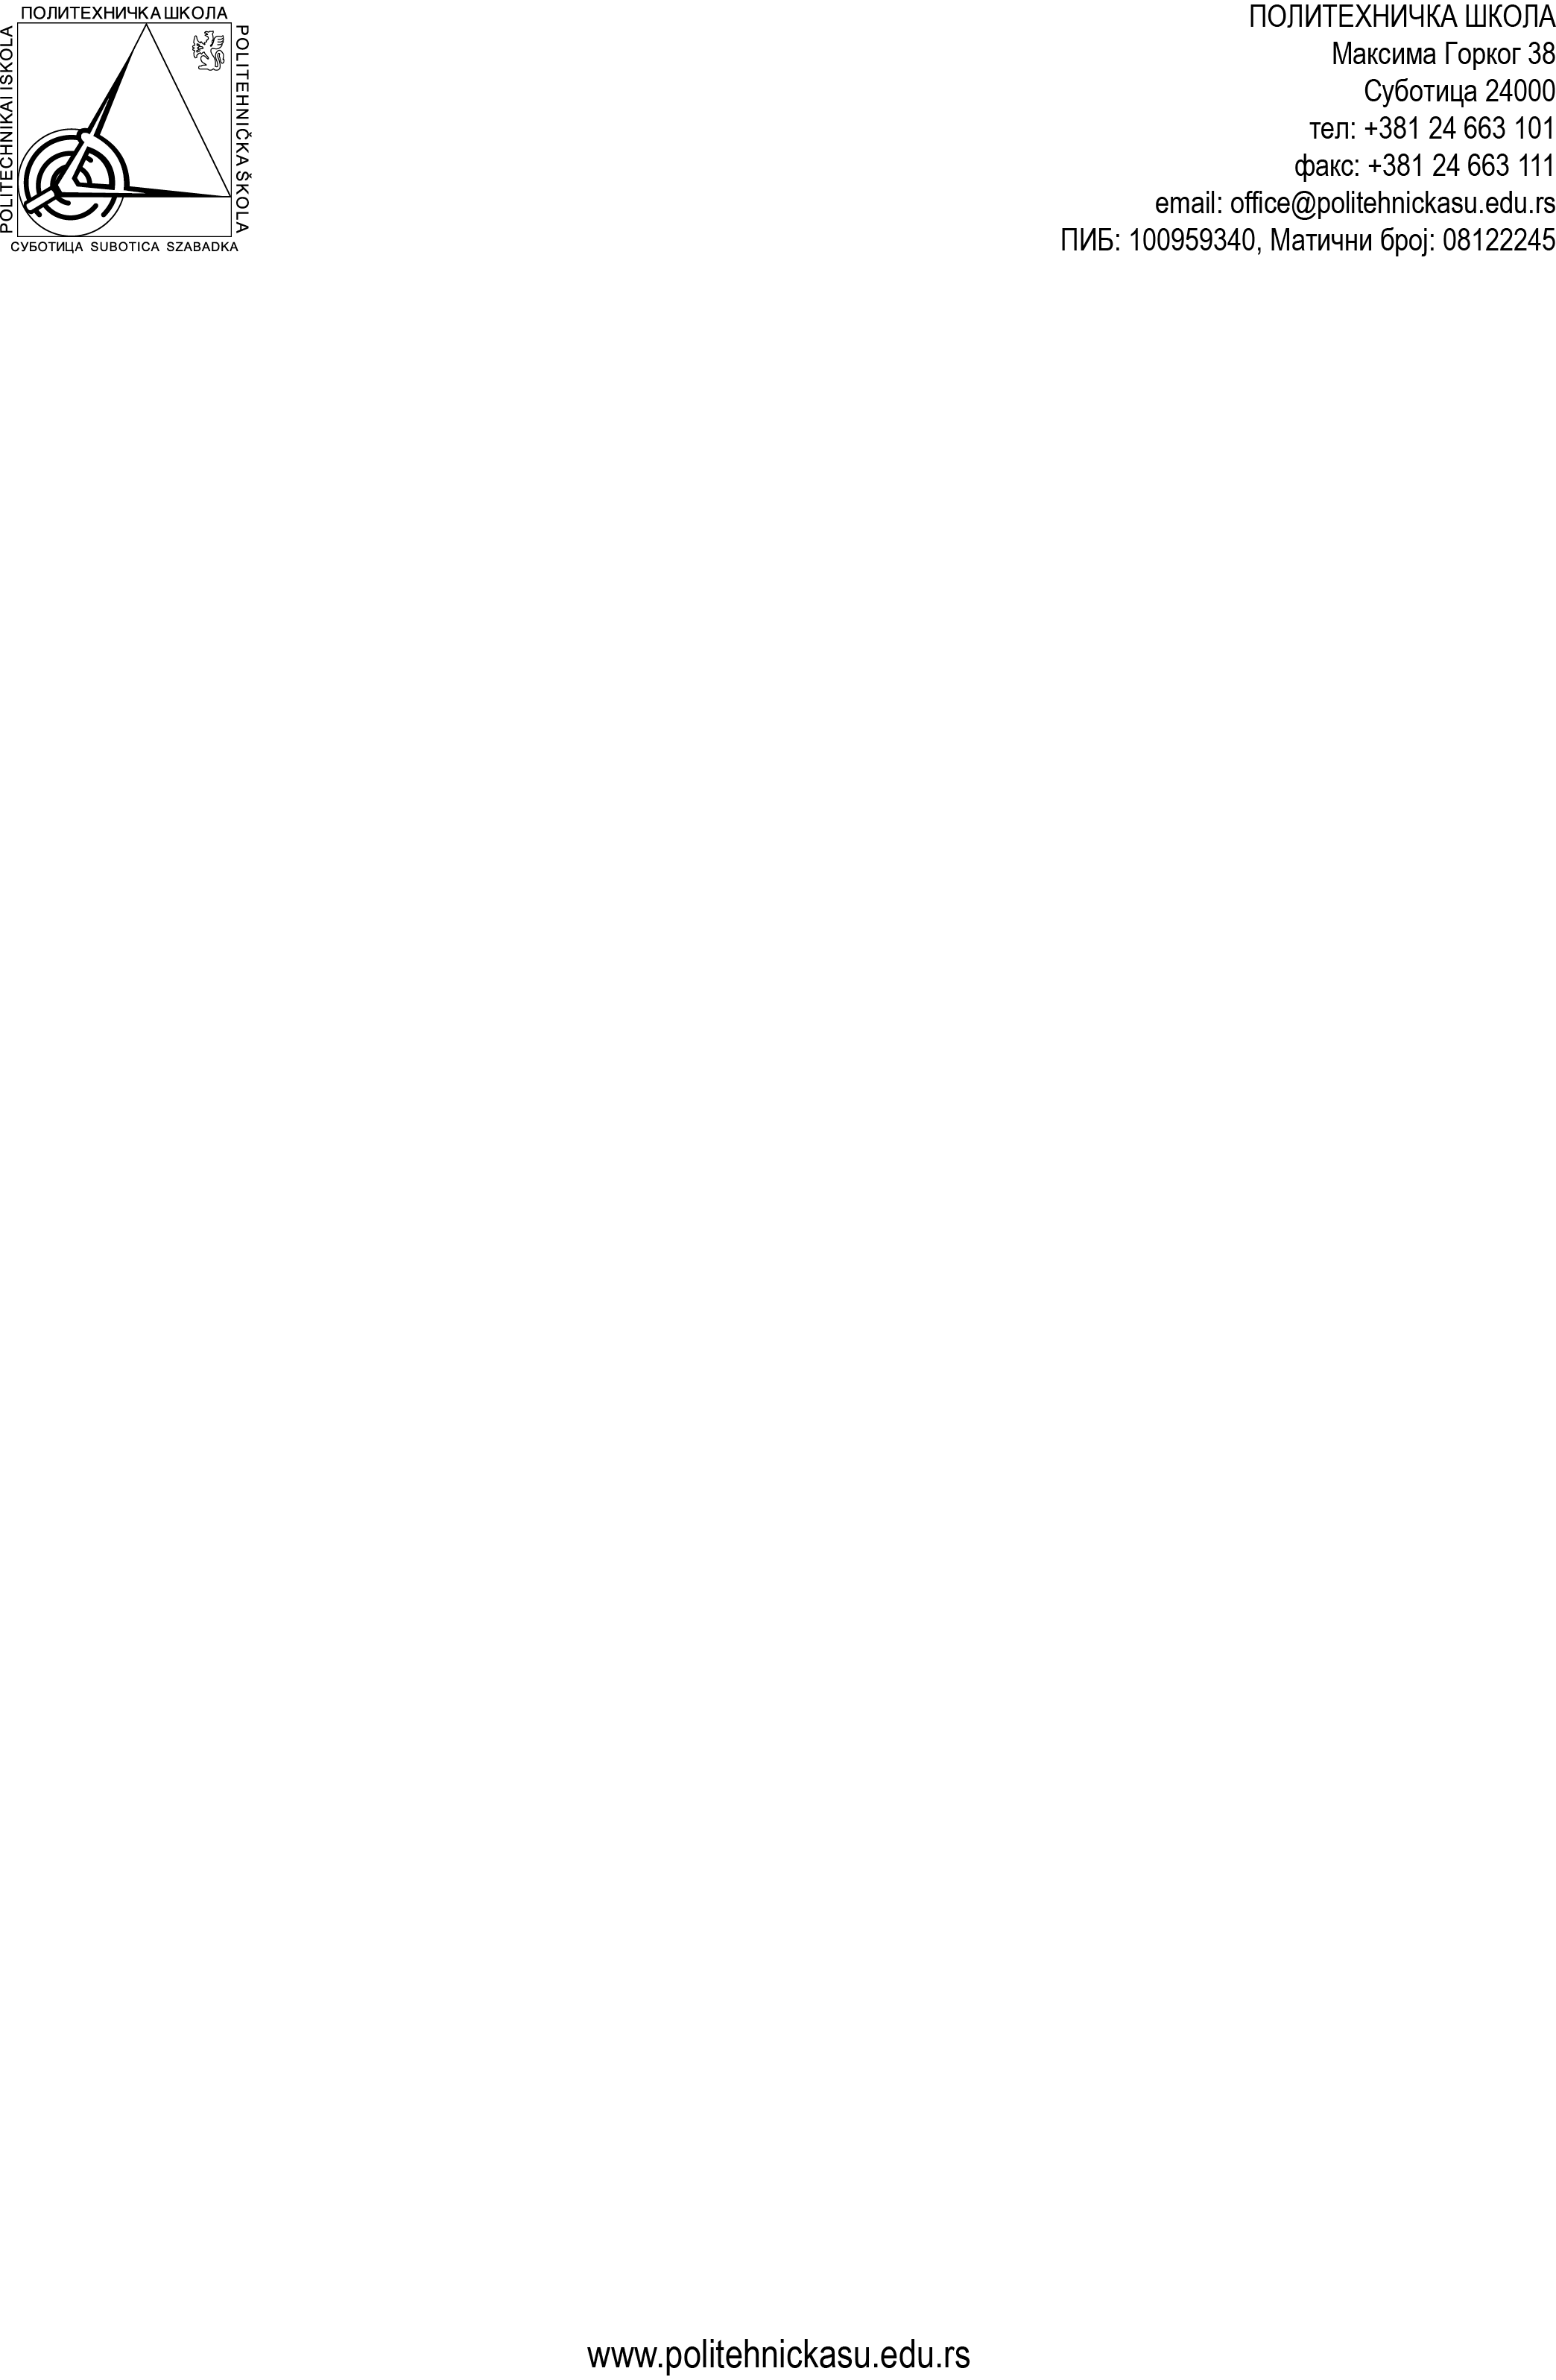 ПОЛИТЕХНИЧКА ШКОЛА
POLITECHNIKAI ISKOLA
POLITEHNIČKA ŠKOLA
СУБОТИЦА SUBOTICA SZABADKA
ПОЛИТЕХНИЧКА ШКОЛА
Максима Горког 38
Суботица 24000
тел: +381 24 663 101
факс: +381 24 663 111
email: office@politehnickasu.edu.rs
ПИБ: 100959340, Матични број: 08122245
www.politehnickasu.edu.rs